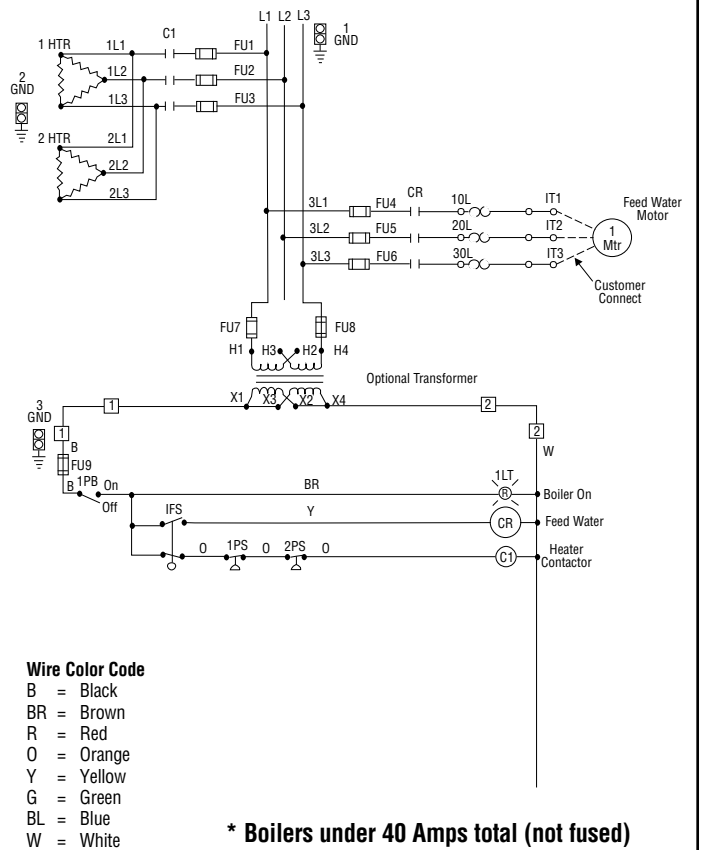 L1 L2 L3
1
GND
C1
1 HTR 1L1 FU1
1L2 FU2
2
GND
1L3 FU3
2 HTR 2L1
2L2
2L3
3L1 FU4 CR 10L IT1
Feed Water
Motor
3L2 FU5 20L IT2
1
Mtr
3L3 FU6 30L IT3
Customer
Connect
FU7 FU8
H1 H3 H2 H4
Optional Transformer
X1 X3 X2 X4
1 2
3
GND
1 2
B W
FU9
B 1PB On BR 1LT
R Boiler On
Off
IFS Y CR Feed Water
O 1PS O 2PS O C1 Heater
Contactor
Wire Color Code
B = Black
BR = Brown
R = Red
O = Orange
Y = Yellow
G = Green
BL = Blue
W = White
* Boilers under 40 Amps total (not fused)